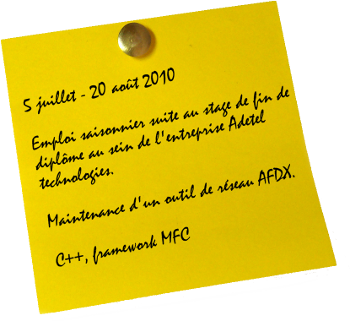 5 juillet - 20 août 2010
Emploi saisonnier suite au stage de fin de
diplôme au sein de l'entreprise Adetel
technologies.
Maintenance d'un outil de réseau AFDX.
C++, framework MFC